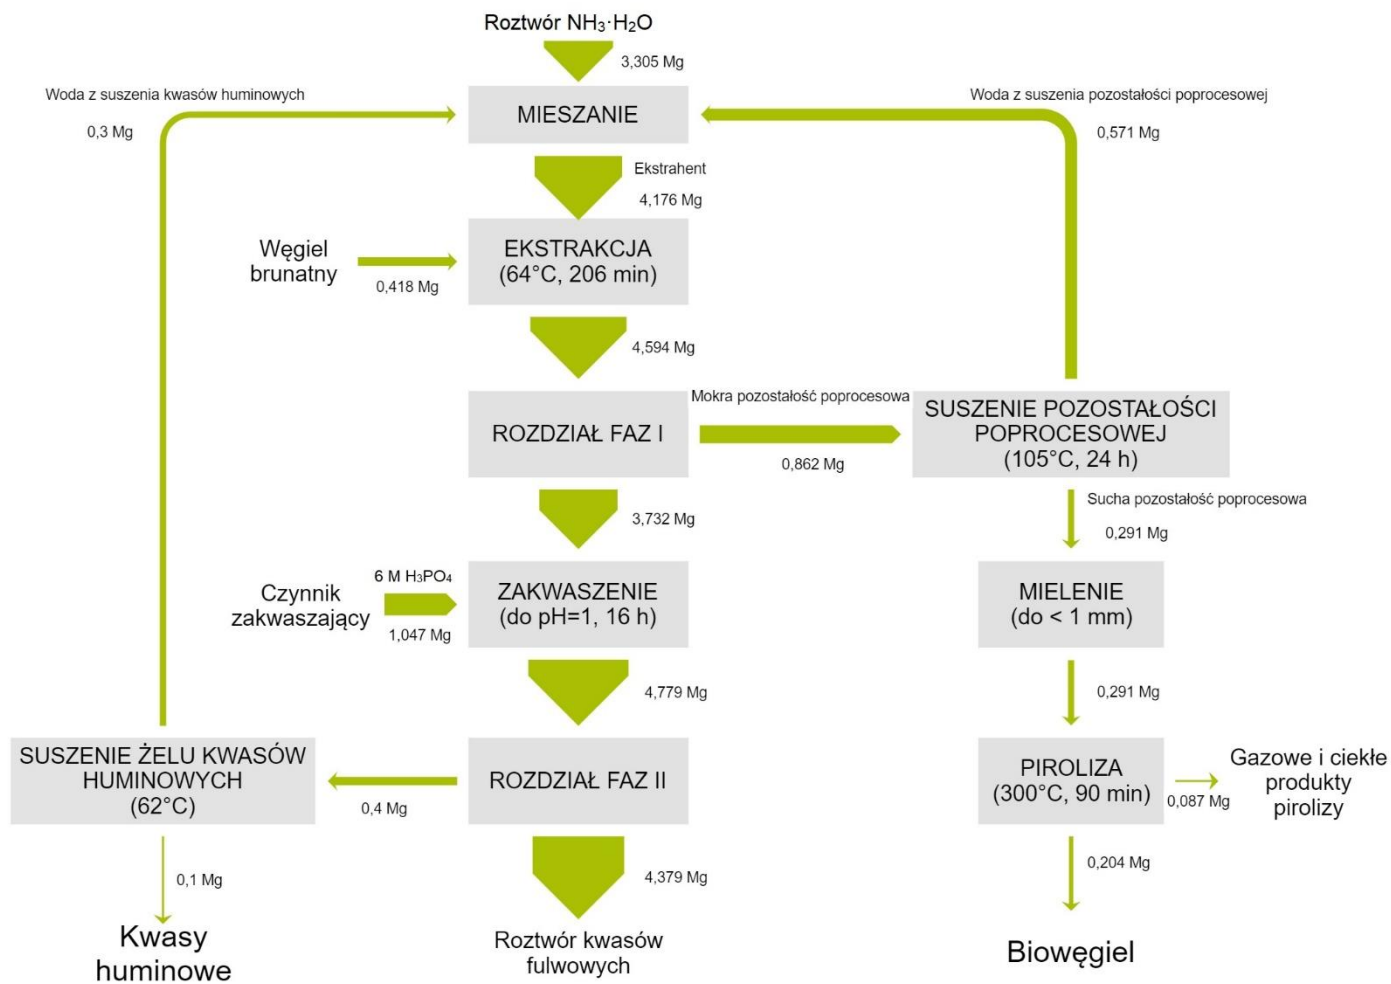 Roztwór NH₃·H₂O
3,305 Mg
Woda z suszenia kwasów huminowych
0,3 Mg
MIESZANIE
Woda z suszenia pozostałości poprocesowej
0,571 Mg
Ekstrahent
4,176 Mg
Węgiel
brunatny
0,418 Mg
EKSTRAKCJA
(64°C, 206 min)
4,594 Mg
ROZDZIAŁ FAZ I
Mokra pozostałość poprocesowa
0,862 Mg
SUSZENIE POZOSTAŁOŚCI
POPROCESOWEJ
(105°C, 24 h)
3,732 Mg
Sucha pozostałość poprocesowa
0,291 Mg
Czynnik
zakwaszający
6 M H₃PO₄
1,047 Mg
ZAKWASZENIE
(do pH=1, 16 h)
MIELENIE
(do < 1 mm)
4,779 Mg
0,291 Mg
SUSZENIE ŻELU KWASÓW
HUMINOWYCH
(62°C)
0,4 Mg
ROZDZIAŁ FAZ II
PIROLIZA
(300°C, 90 min)
0,087 Mg
Gazowe i ciekłe
produkty
pirolizy
0,1 Mg
4,379 Mg
0,204 Mg
Kwasy
huminowe
Roztwór kwasów
fulwowych
Biowęgiel